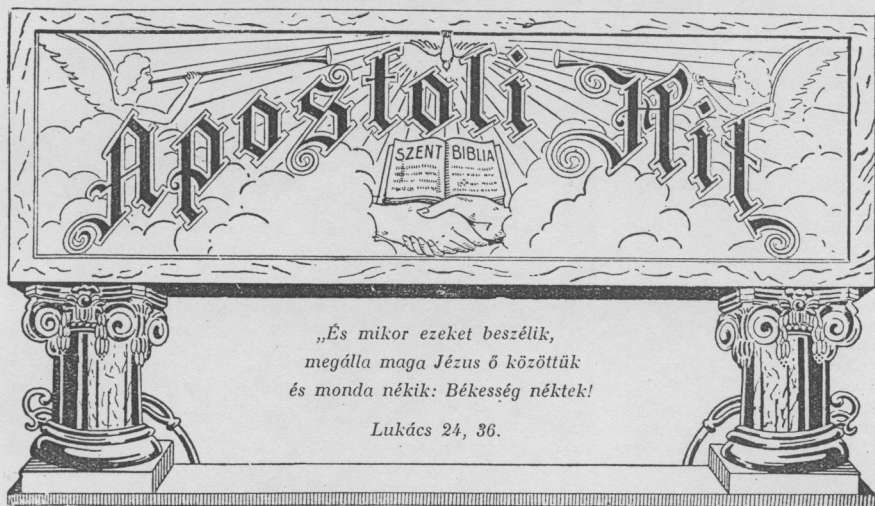 Apostoli Hit
SZENT BIBLIA
„És mikor ezeket beszélik,
megálla maga Jézus ő közöttük
és monda nékik: Békesség néktek!
Lukács 24, 36.